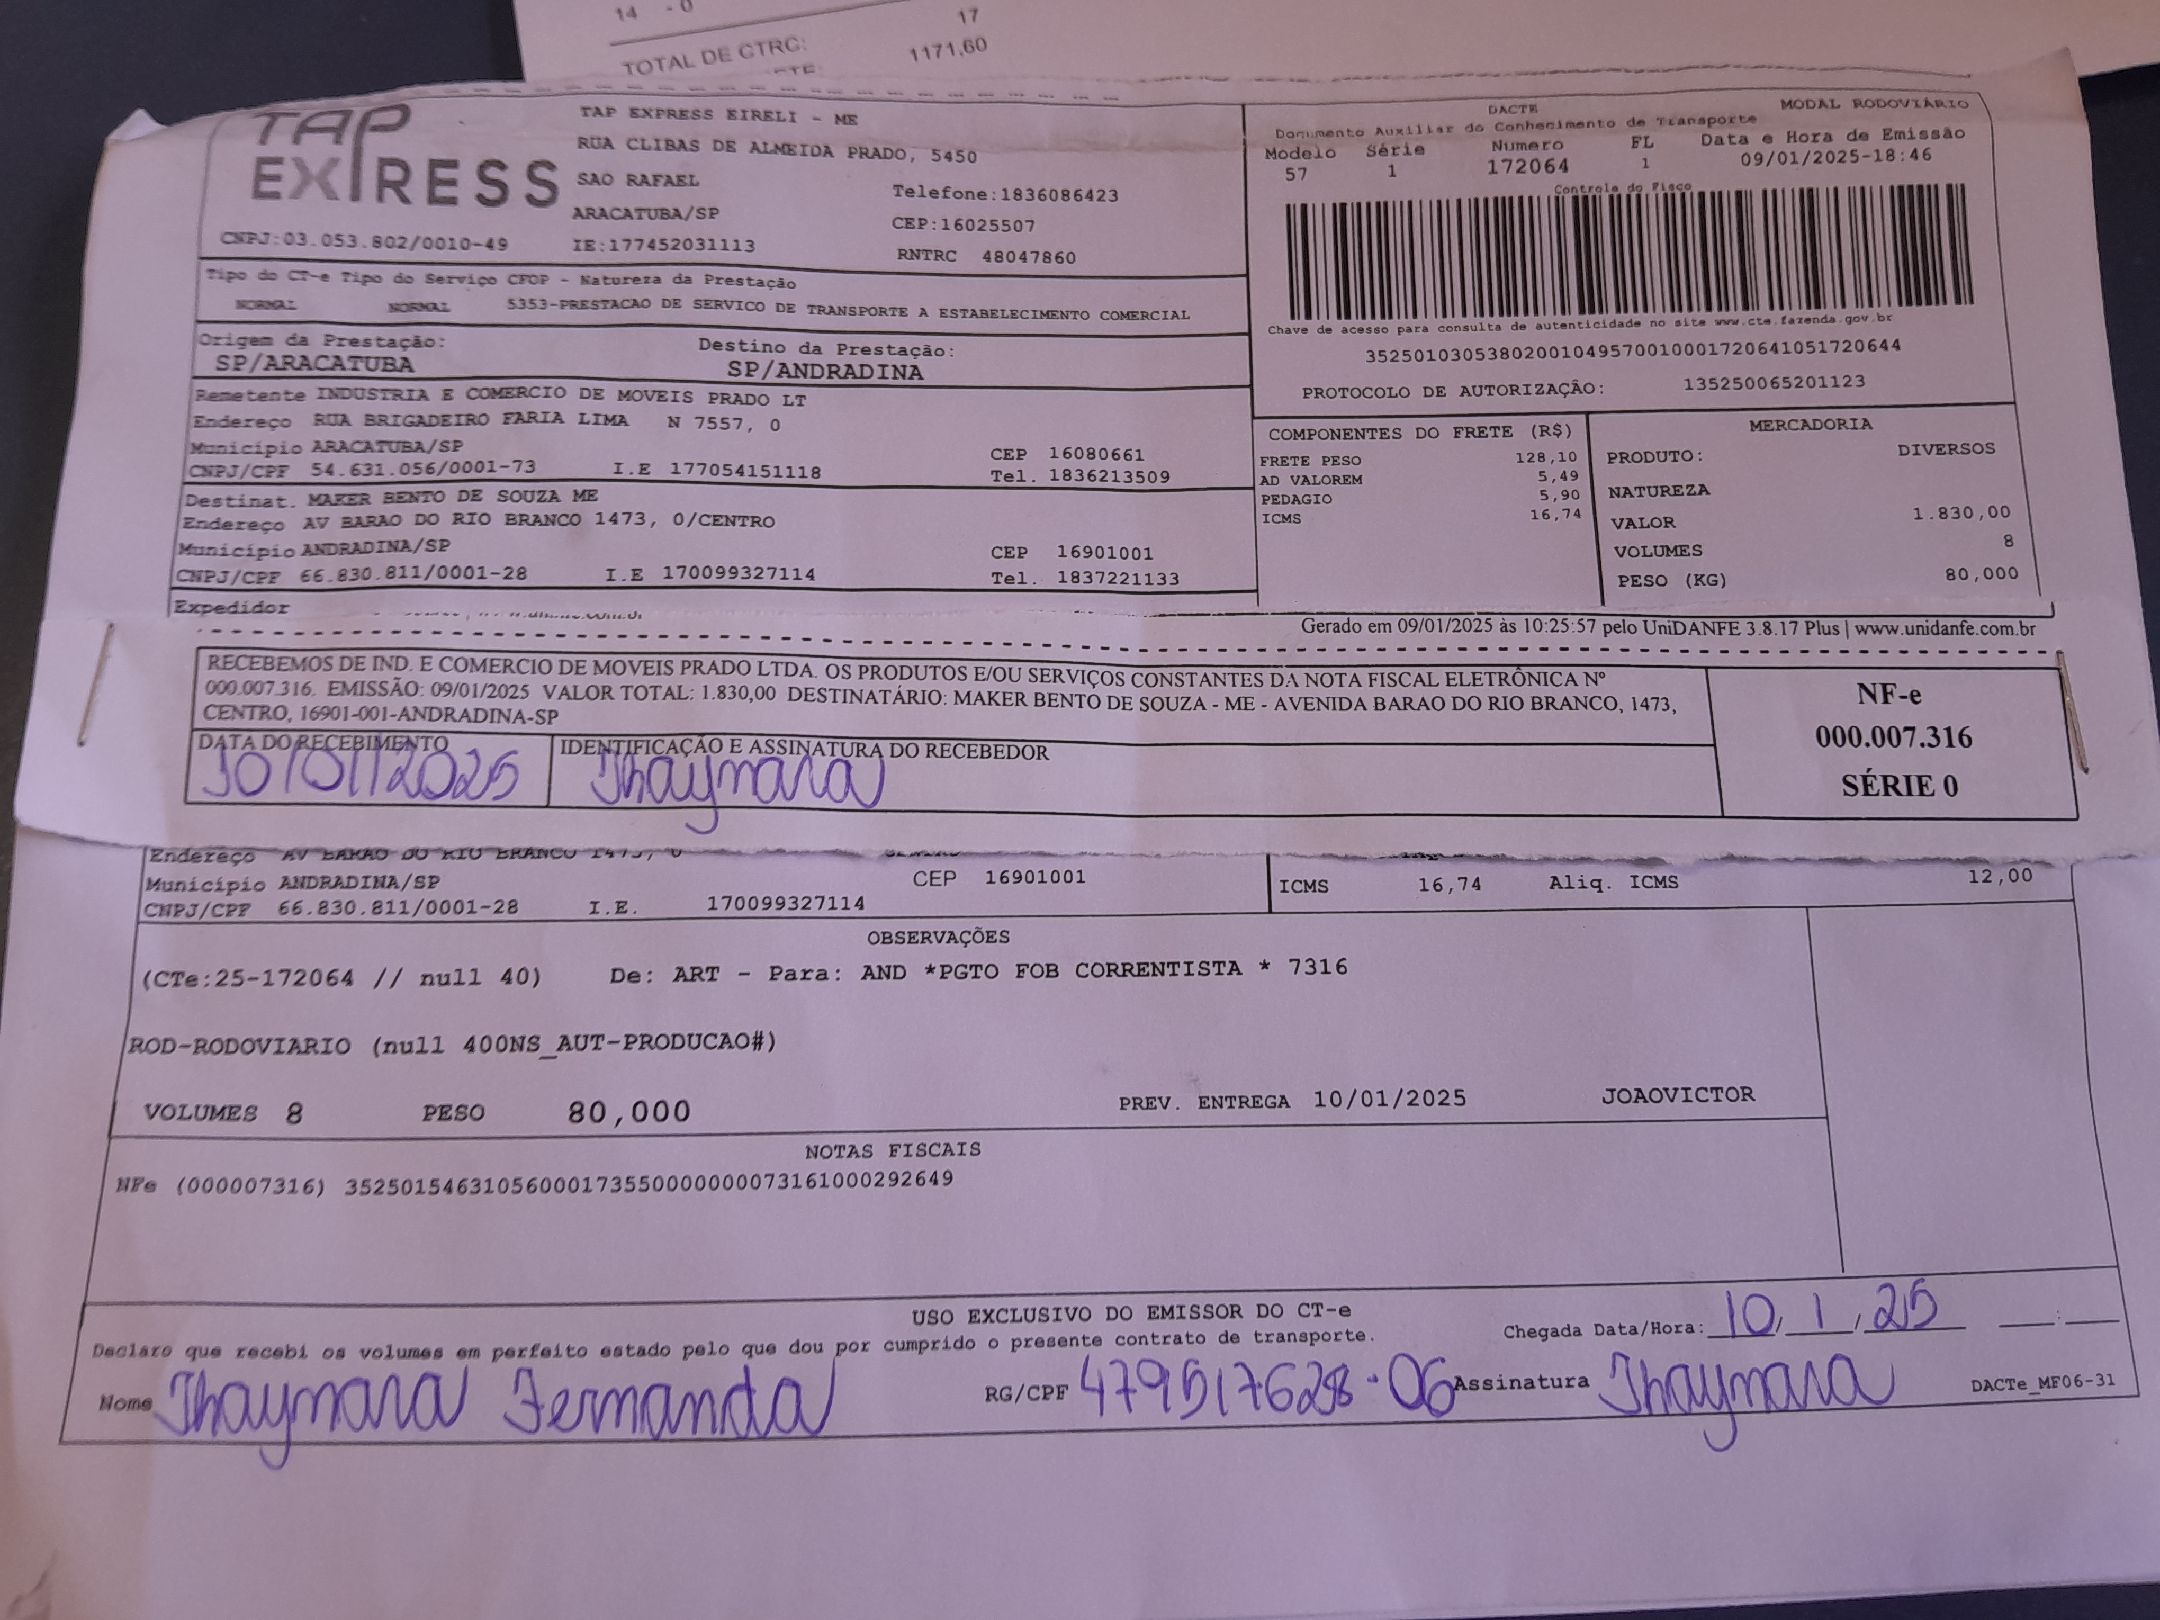 14 - 0
17
TOTAL DE CTRC:
1171,60
TAP EXPRESS
TAP EXPRESS EIRELI - ME
RUA CLIBAS DE ALMEIDA PRADO, 5450
SAO RAFAEL
Telefone:1836086423
ARACATUBA/SP
CEP:16025507
CNPJ:03.053.802/0010-49
IE:177452031113
RNTRC 48047860
DACTE
MODAL RODOVIÁRIO
Documento Auxiliar do Conhecimento de Transporte
Modelo Série Numero FL Data e Hora de Emissão
57 1 172064 1 09/01/2025-18:46
Controle do Fisco
Chave de acesso para consulta de autenticidade no site www.cte.fazenda.gov.br
35250103053802001049570010001720641051720644
PROTOCOLO DE AUTORIZAÇÃO: 135250065201123
Tipo do CT-e Tipo do Serviço CFOP - Natureza da Prestação
NORMAL NORMAL 5353-PRESTACAO DE SERVICO DE TRANSPORTE A ESTABELECIMENTO COMERCIAL
Origem da Prestação: Destino da Prestação:
SP/ARACATUBA SP/ANDRADINA
Remetente INDUSTRIA E COMERCIO DE MOVEIS PRADO LT
Endereço RUA BRIGADEIRO FARIA LIMA N 7557, 0
Município ARACATUBA/SP CEP 16080661
CNPJ/CPF 54.631.056/0001-73 I.E 177054151118 Tel. 1836213509
Destinat. MAKER BENTO DE SOUZA ME
Endereço AV BARAO DO RIO BRANCO 1473, 0/CENTRO
Município ANDRADINA/SP CEP 16901001
CNPJ/CPF 66.830.811/0001-28 I.E 170099327114 Tel. 1837221133
Expedidor
COMPONENTES DO FRETE (R$)
FRETE PESO 128,10
AD VALOREM 5,49
PEDAGIO 5,90
ICMS 16,74
MERCADORIA
PRODUTO: DIVERSOS
NATUREZA
VALOR 1.830,00
VOLUMES 8
PESO (KG) 80,000
Gerado em 09/01/2025 às 10:25:57 pelo UniDANFE 3.8.17 Plus | www.unidanfe.com.br
RECEBEMOS DE IND. E COMERCIO DE MOVEIS PRADO LTDA. OS PRODUTOS E/OU SERVIÇOS CONSTANTES DA NOTA FISCAL ELETRÔNICA Nº
000.007.316. EMISSÃO: 09/01/2025 VALOR TOTAL: 1.830,00 DESTINATÁRIO: MAKER BENTO DE SOUZA - ME - AVENIDA BARAO DO RIO BRANCO, 1473,
CENTRO, 16901-001-ANDRADINA-SP
NF-e
000.007.316
SÉRIE 0
DATA DO RECEBIMENTO IDENTIFICAÇÃO E ASSINATURA DO RECEBEDOR
10/01/2025 Thaynara
Endereço AV BARAO DO RIO BRANCO 1473, 0
Município ANDRADINA/SP CEP 16901001
CNPJ/CPF 66.830.811/0001-28 I.E. 170099327114
ICMS 16,74 Aliq. ICMS 12,00
OBSERVAÇÕES
(CTe:25-172064 // null 40) De: ART - Para: AND *PGTO FOB CORRENTISTA * 7316
ROD-RODOVIARIO (null 400NS_AUT-PRODUCAO#)
VOLUMES 8 PESO 80,000 PREV. ENTREGA 10/01/2025 JOAOVICTOR
NOTAS FISCAIS
NFe (000007316) 35250154631056000173550000000073161000292649
USO EXCLUSIVO DO EMISSOR DO CT-e
Declaro que recebi os volumes em perfeito estado pelo que dou por cumprido o presente contrato de transporte.
Chegada Data/Hora: 10/1/25 :
Nome Thaynara Fernanda RG/CPF 479517628-06 Assinatura Thaynara DACTe_MF06-31